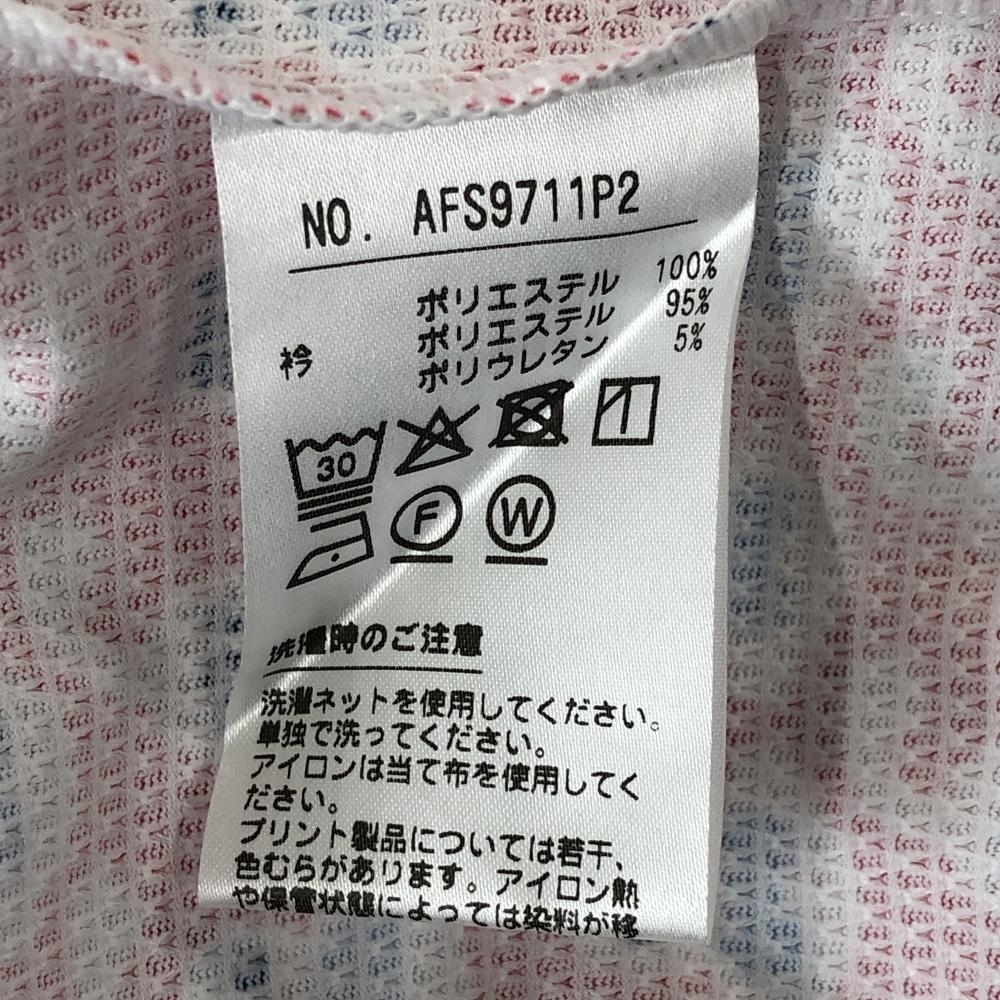 NO. AFS9711P2
ポリエステル 100%
衿 ポリエステル 95%
ポリウレタン 5%
30
F W
洗濯時のご注意
洗濯ネットを使用してください。
単独で洗ってください。
アイロンは当て布を使用してく
ださい。
プリント製品については若干、
色むらがあります。アイロン熱
や保管状態によっては染料が移